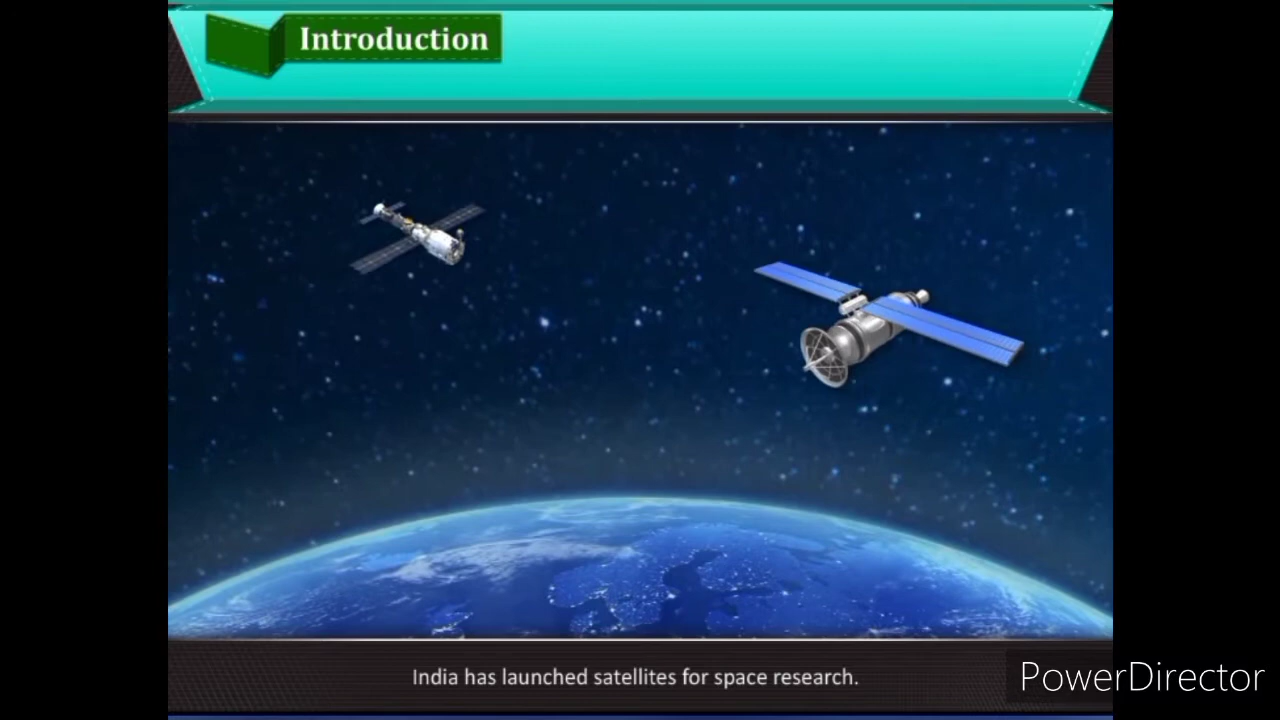 Introduction
India has launched satellites for space research.
PowerDirector